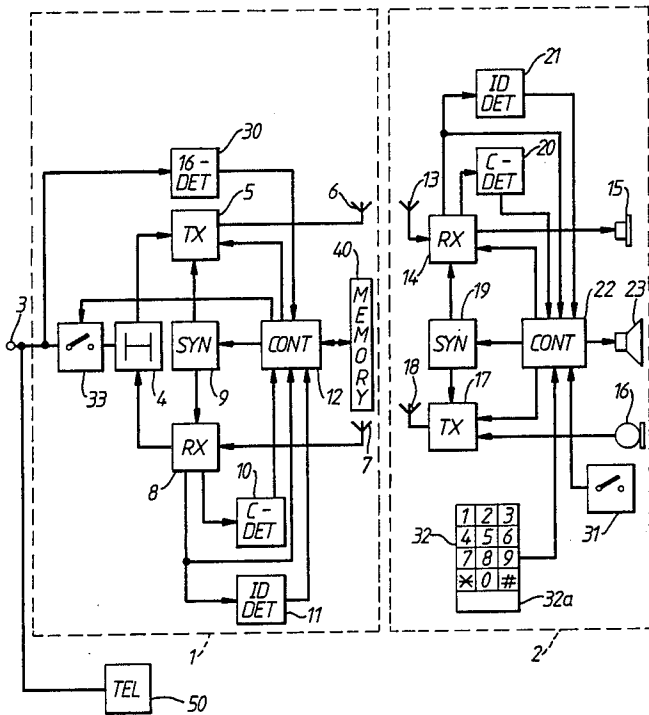 21
ID
DET
30
16-
DET
20
C-
DET
5
6
13
15
TX
40
RX
14
3
MEMORY
19
22
23
SYN
CONT
SYN
CONT
33
4
9
12
18
17
16
7
TX
RX
8
10
C-
DET
31
32
1 2 3
4 5 6
7 8 9
* 0 #
32a
ID
DET
11
1
2
TEL
50